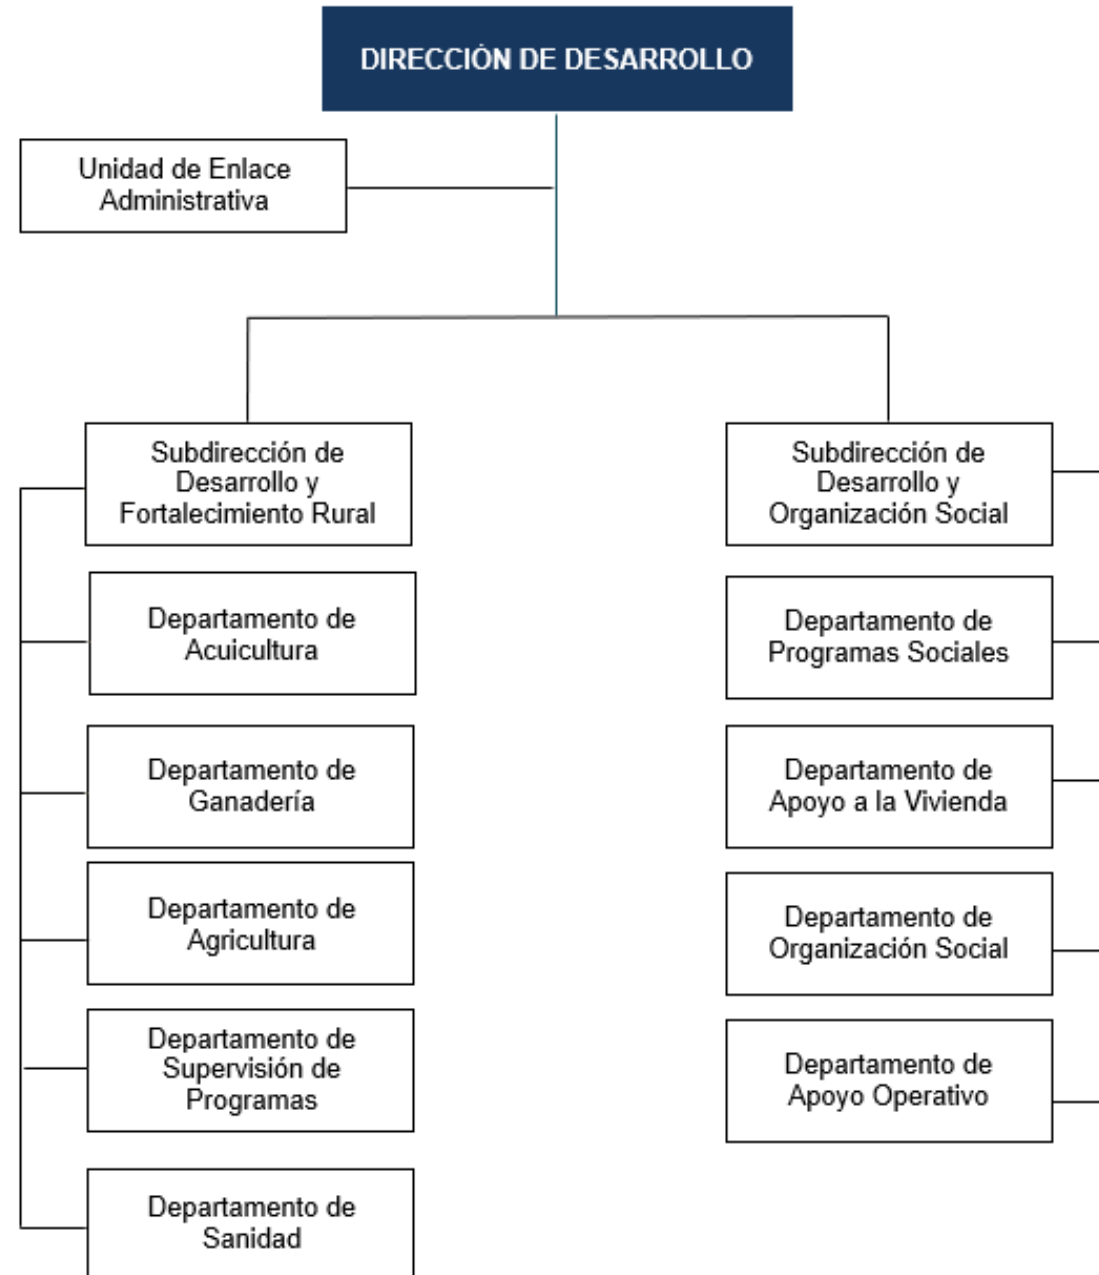 DIRECCIÓN DE DESARROLLO
Unidad de Enlace
Administrativa
Subdirección de
Desarrollo y
Fortalecimiento Rural
Departamento de
Acuicultura
Departamento de
Ganadería
Departamento de
Agricultura
Departamento de
Supervisión de
Programas
Departamento de
Sanidad
Subdirección de
Desarrollo y
Organización Social
Departamento de
Programas Sociales
Departamento de
Apoyo a la Vivienda
Departamento de
Organización Social
Departamento de
Apoyo Operativo